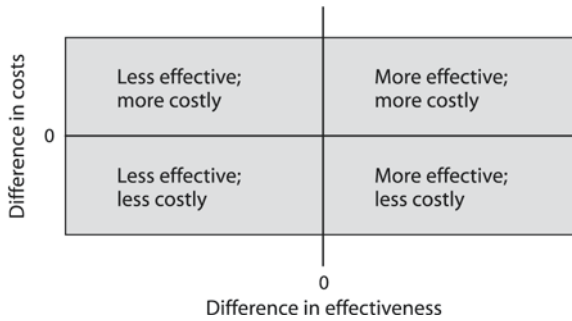 Difference in costs
Less effective;
more costly
More effective;
more costly
0
Less effective;
less costly
More effective;
less costly
0
Difference in effectiveness